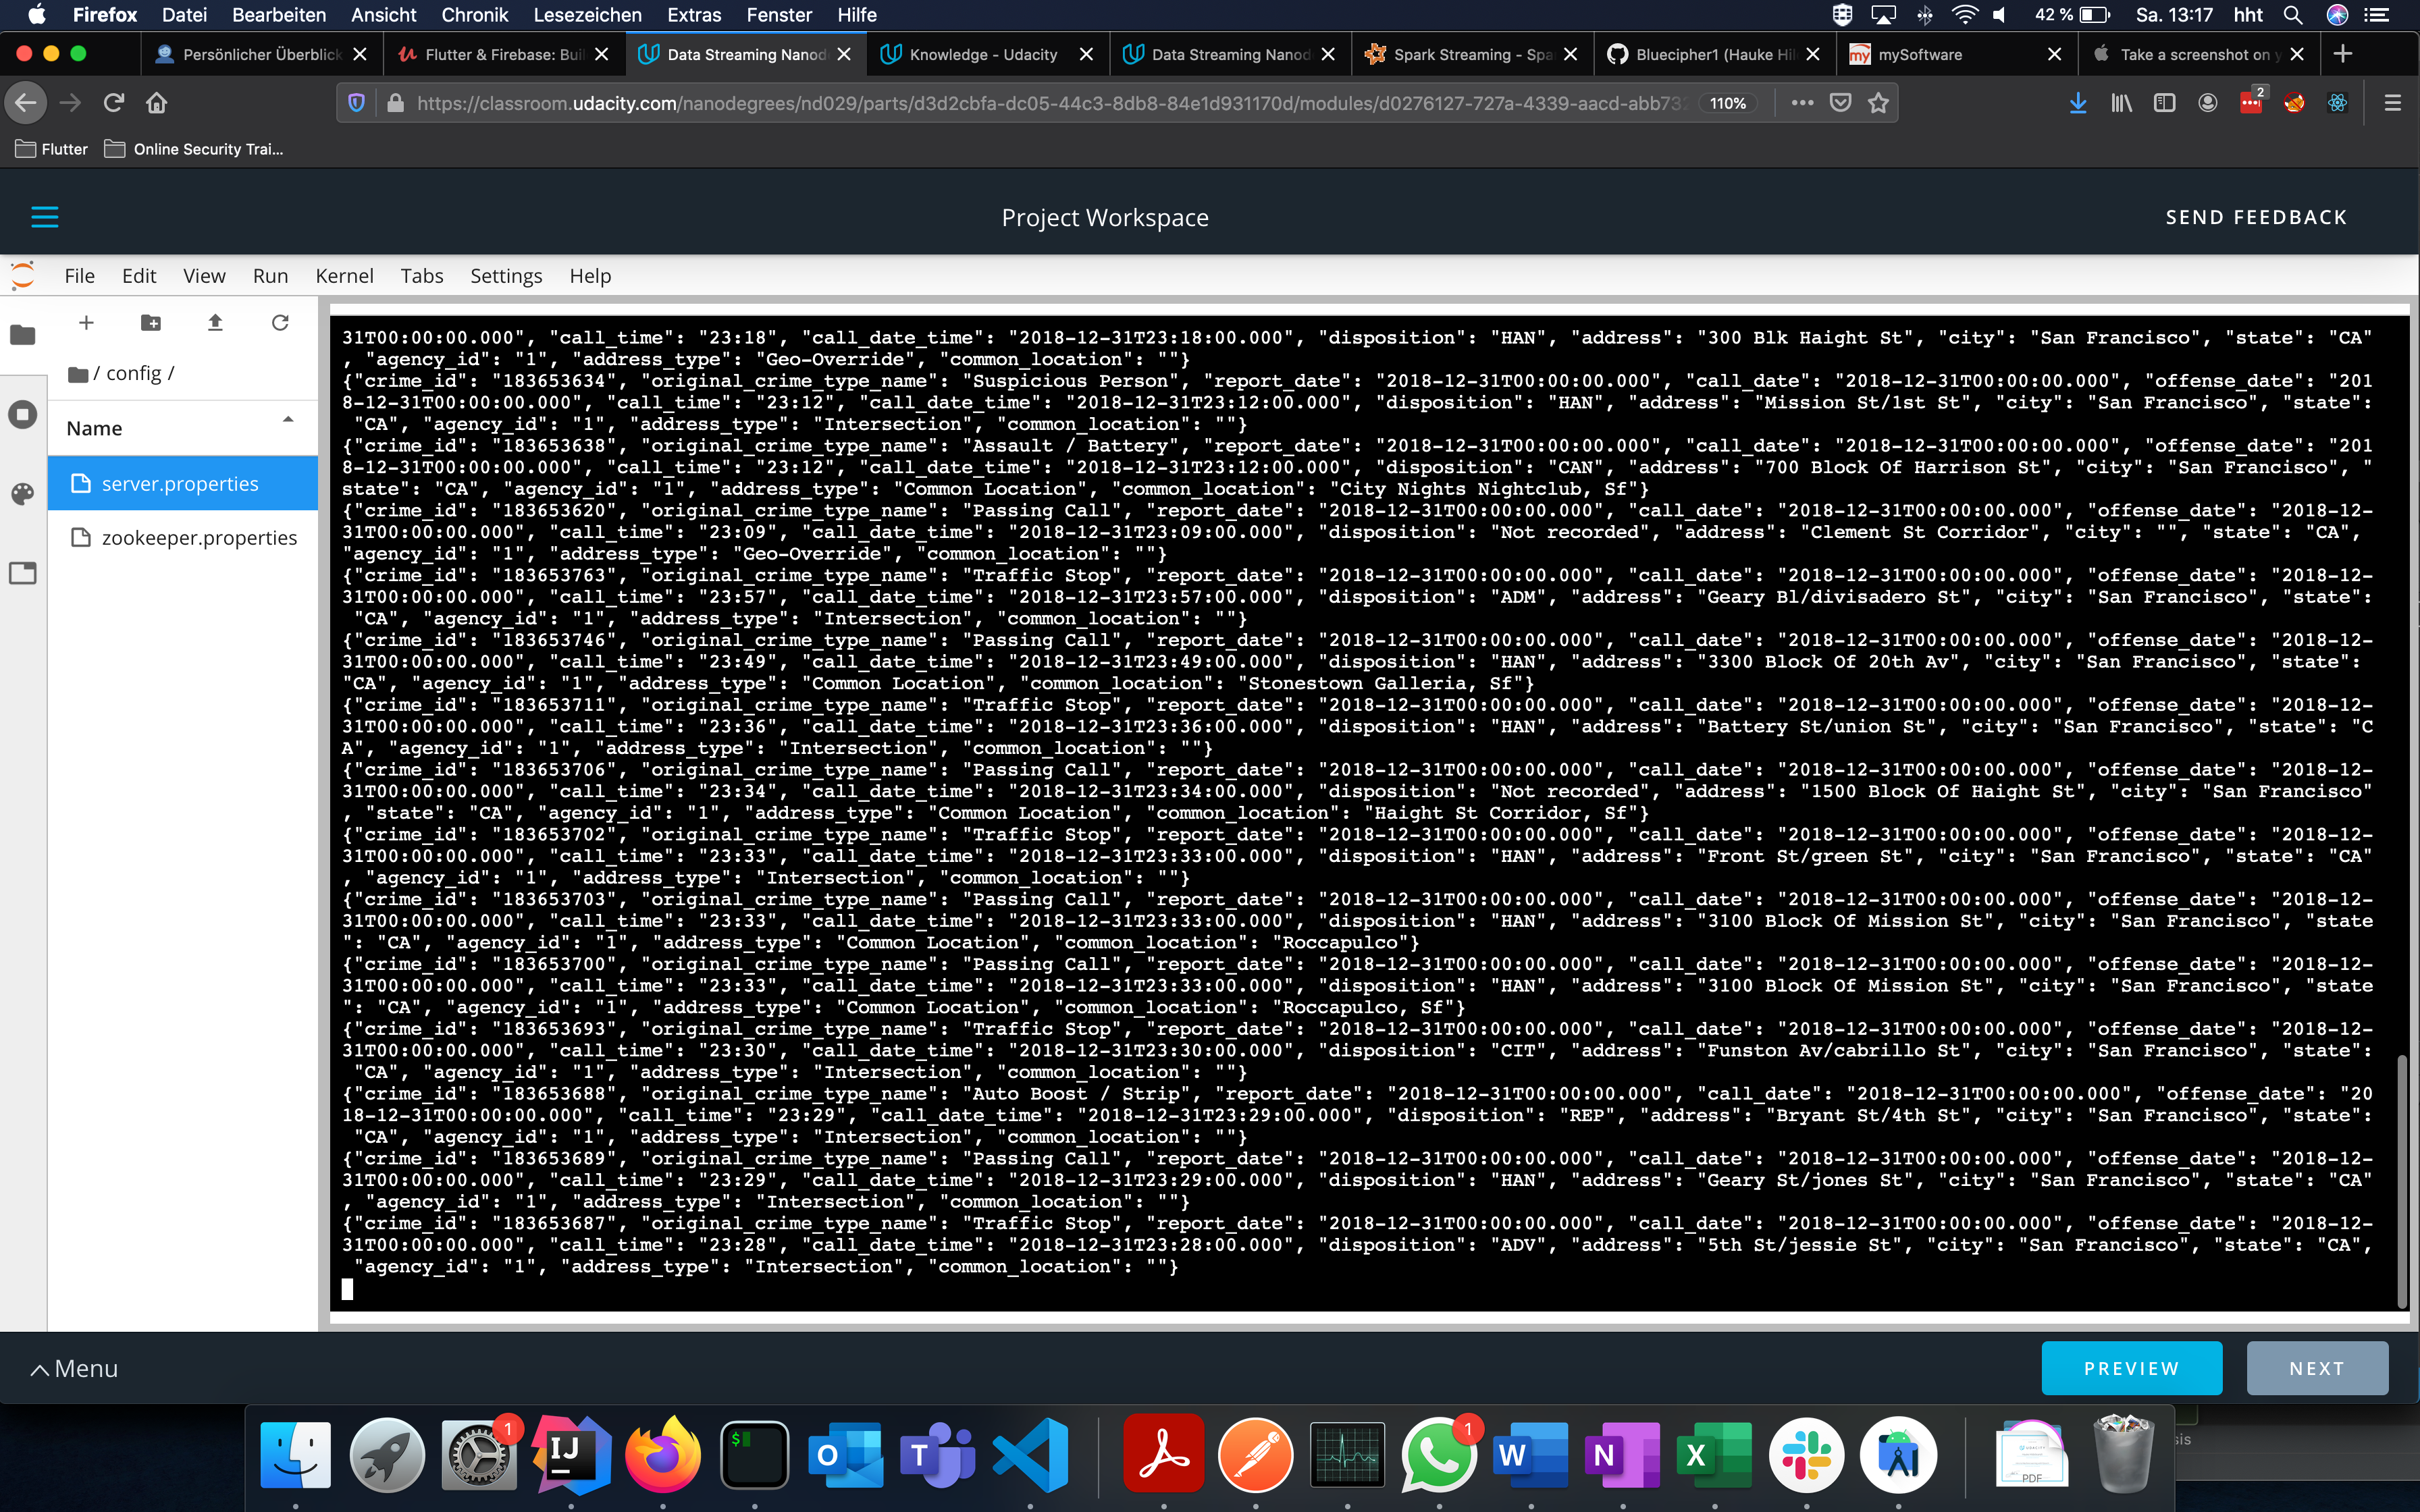 Firefox Datei Bearbeiten Ansicht Chronik Lesezeichen Extras Fenster Hilfe 42 % Sa. 13:17 hht
Persönlicher Überblick Flutter & Firebase: Buil Data Streaming Nanod Knowledge - Udacity Data Streaming Nanod Spark Streaming - Spa Bluecipher1 (Hauke Hil my mySoftware Take a screenshot on y
https://classroom.udacity.com/nanodegrees/nd029/parts/d3d2cbfa-dc05-44c3-8db8-84e1d931170d/modules/d0276127-727a-4339-aacd-abb732 110% 2
Flutter Online Security Trai...
Project Workspace
SEND FEEDBACK
File Edit View Run Kernel Tabs Settings Help
/ config /
Name
server.properties
zookeeper.properties
31T00:00:00.000", "call_time": "23:18", "call_date_time": "2018-12-31T23:18:00.000", "disposition": "HAN", "address": "300 Blk Haight St", "city": "San Francisco", "state": "CA"
, "agency_id": "1", "address_type": "Geo-Override", "common_location": ""}
{"crime_id": "183653634", "original_crime_type_name": "Suspicious Person", "report_date": "2018-12-31T00:00:00.000", "call_date": "2018-12-31T00:00:00.000", "offense_date": "201
8-12-31T00:00:00.000", "call_time": "23:12", "call_date_time": "2018-12-31T23:12:00.000", "disposition": "HAN", "address": "Mission St/1st St", "city": "San Francisco", "state":
"CA", "agency_id": "1", "address_type": "Intersection", "common_location": ""}
{"crime_id": "183653638", "original_crime_type_name": "Assault / Battery", "report_date": "2018-12-31T00:00:00.000", "call_date": "2018-12-31T00:00:00.000", "offense_date": "201
8-12-31T00:00:00.000", "call_time": "23:12", "call_date_time": "2018-12-31T23:12:00.000", "disposition": "CAN", "address": "700 Block Of Harrison St", "city": "San Francisco", "
state": "CA", "agency_id": "1", "address_type": "Common Location", "common_location": "City Nights Nightclub, Sf"}
{"crime_id": "183653620", "original_crime_type_name": "Passing Call", "report_date": "2018-12-31T00:00:00.000", "call_date": "2018-12-31T00:00:00.000", "offense_date": "2018-12-
31T00:00:00.000", "call_time": "23:09", "call_date_time": "2018-12-31T23:09:00.000", "disposition": "Not recorded", "address": "Clement St Corridor", "city": "", "state": "CA",
"agency_id": "1", "address_type": "Geo-Override", "common_location": ""}
{"crime_id": "183653763", "original_crime_type_name": "Traffic Stop", "report_date": "2018-12-31T00:00:00.000", "call_date": "2018-12-31T00:00:00.000", "offense_date": "2018-12-
31T00:00:00.000", "call_time": "23:57", "call_date_time": "2018-12-31T23:57:00.000", "disposition": "ADM", "address": "Geary Bl/divisadero St", "city": "San Francisco", "state":
"CA", "agency_id": "1", "address_type": "Intersection", "common_location": ""}
{"crime_id": "183653746", "original_crime_type_name": "Passing Call", "report_date": "2018-12-31T00:00:00.000", "call_date": "2018-12-31T00:00:00.000", "offense_date": "2018-12-
31T00:00:00.000", "call_time": "23:49", "call_date_time": "2018-12-31T23:49:00.000", "disposition": "HAN", "address": "3300 Block Of 20th Av", "city": "San Francisco", "state":
"CA", "agency_id": "1", "address_type": "Common Location", "common_location": "Stonestown Galleria, Sf"}
{"crime_id": "183653711", "original_crime_type_name": "Traffic Stop", "report_date": "2018-12-31T00:00:00.000", "call_date": "2018-12-31T00:00:00.000", "offense_date": "2018-12-
31T00:00:00.000", "call_time": "23:36", "call_date_time": "2018-12-31T23:36:00.000", "disposition": "HAN", "address": "Battery St/union St", "city": "San Francisco", "state": "C
A", "agency_id": "1", "address_type": "Intersection", "common_location": ""}
{"crime_id": "183653706", "original_crime_type_name": "Passing Call", "report_date": "2018-12-31T00:00:00.000", "call_date": "2018-12-31T00:00:00.000", "offense_date": "2018-12-
31T00:00:00.000", "call_time": "23:34", "call_date_time": "2018-12-31T23:34:00.000", "disposition": "Not recorded", "address": "1500 Block Of Haight St", "city": "San Francisco"
, "state": "CA", "agency_id": "1", "address_type": "Common Location", "common_location": "Haight St Corridor, Sf"}
{"crime_id": "183653702", "original_crime_type_name": "Traffic Stop", "report_date": "2018-12-31T00:00:00.000", "call_date": "2018-12-31T00:00:00.000", "offense_date": "2018-12-
31T00:00:00.000", "call_time": "23:33", "call_date_time": "2018-12-31T23:33:00.000", "disposition": "HAN", "address": "Front St/green St", "city": "San Francisco", "state": "CA"
, "agency_id": "1", "address_type": "Intersection", "common_location": ""}
{"crime_id": "183653703", "original_crime_type_name": "Passing Call", "report_date": "2018-12-31T00:00:00.000", "call_date": "2018-12-31T00:00:00.000", "offense_date": "2018-12-
31T00:00:00.000", "call_time": "23:33", "call_date_time": "2018-12-31T23:33:00.000", "disposition": "HAN", "address": "3100 Block Of Mission St", "city": "San Francisco", "state
": "CA", "agency_id": "1", "address_type": "Common Location", "common_location": "Roccapulco"}
{"crime_id": "183653700", "original_crime_type_name": "Passing Call", "report_date": "2018-12-31T00:00:00.000", "call_date": "2018-12-31T00:00:00.000", "offense_date": "2018-12-
31T00:00:00.000", "call_time": "23:33", "call_date_time": "2018-12-31T23:33:00.000", "disposition": "HAN", "address": "3100 Block Of Mission St", "city": "San Francisco", "state
": "CA", "agency_id": "1", "address_type": "Common Location", "common_location": "Roccapulco, Sf"}
{"crime_id": "183653693", "original_crime_type_name": "Traffic Stop", "report_date": "2018-12-31T00:00:00.000", "call_date": "2018-12-31T00:00:00.000", "offense_date": "2018-12-
31T00:00:00.000", "call_time": "23:30", "call_date_time": "2018-12-31T23:30:00.000", "disposition": "CIT", "address": "Funston Av/cabrillo St", "city": "San Francisco", "state":
"CA", "agency_id": "1", "address_type": "Intersection", "common_location": ""}
{"crime_id": "183653688", "original_crime_type_name": "Auto Boost / Strip", "report_date": "2018-12-31T00:00:00.000", "call_date": "2018-12-31T00:00:00.000", "offense_date": "20
18-12-31T00:00:00.000", "call_time": "23:29", "call_date_time": "2018-12-31T23:29:00.000", "disposition": "REP", "address": "Bryant St/4th St", "city": "San Francisco", "state":
"CA", "agency_id": "1", "address_type": "Intersection", "common_location": ""}
{"crime_id": "183653689", "original_crime_type_name": "Passing Call", "report_date": "2018-12-31T00:00:00.000", "call_date": "2018-12-31T00:00:00.000", "offense_date": "2018-12-
31T00:00:00.000", "call_time": "23:29", "call_date_time": "2018-12-31T23:29:00.000", "disposition": "HAN", "address": "Geary St/jones St", "city": "San Francisco", "state": "CA"
, "agency_id": "1", "address_type": "Intersection", "common_location": ""}
{"crime_id": "183653687", "original_crime_type_name": "Traffic Stop", "report_date": "2018-12-31T00:00:00.000", "call_date": "2018-12-31T00:00:00.000", "offense_date": "2018-12-
31T00:00:00.000", "call_time": "23:28", "call_date_time": "2018-12-31T23:28:00.000", "disposition": "ADV", "address": "5th St/jessie St", "city": "San Francisco", "state": "CA",
"agency_id": "1", "address_type": "Intersection", "common_location": ""}
Menu
PREVIEW
NEXT
1 IJ $ O T 1 W N X PDF sis